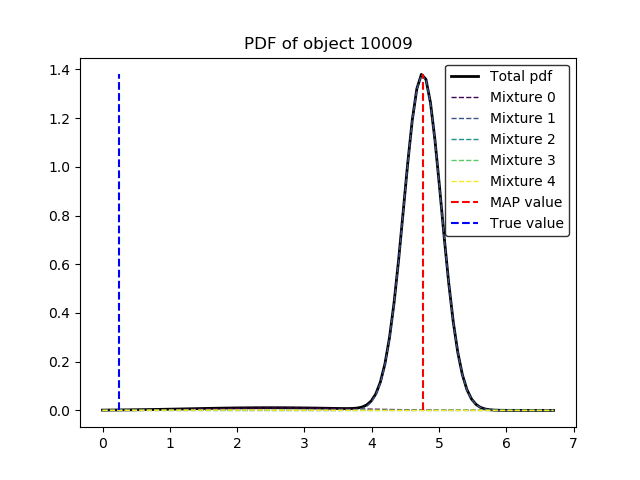 PDF of object 10009
1.4
1.2
1.0
0.8
0.6
0.4
0.2
0.0
Total pdf
Mixture 0
Mixture 1
Mixture 2
Mixture 3
Mixture 4
MAP value
True value
0 1 2 3 4 5 6 7